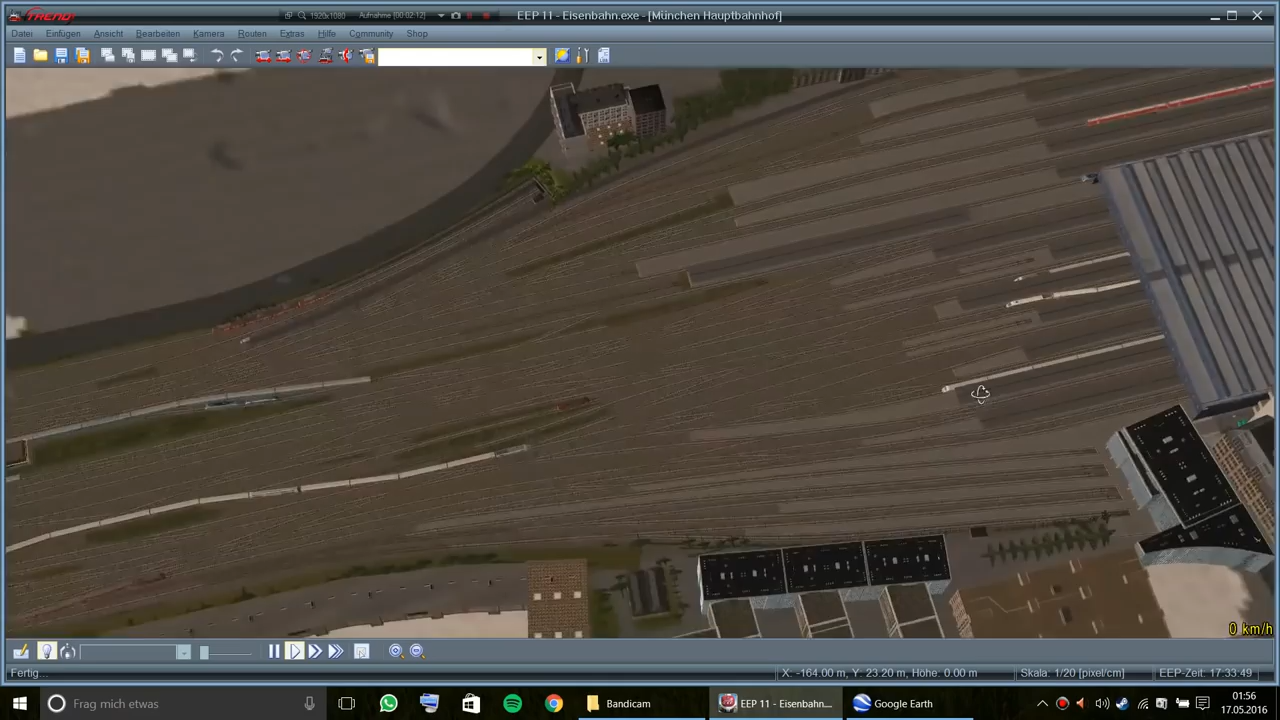 TREND
1920x1080 Aufnahme [00:02:12]
EEP 11 - Eisenbahn.exe - [München Hauptbahnhof]
Datei Einfügen Ansicht Bearbeiten Kamera Routen Extras Hilfe Community Shop
0 km/h
Fertig...
X: -164.00 m, Y: 23.20 m, Höhe: 0.00 m
Skala: 1/20 [pixel/cm]
EEP-Zeit: 17:33:49
Frag mich etwas
Bandicam
EEP 11 - Eisenbahn....
Google Earth
01:56
17.05.2016